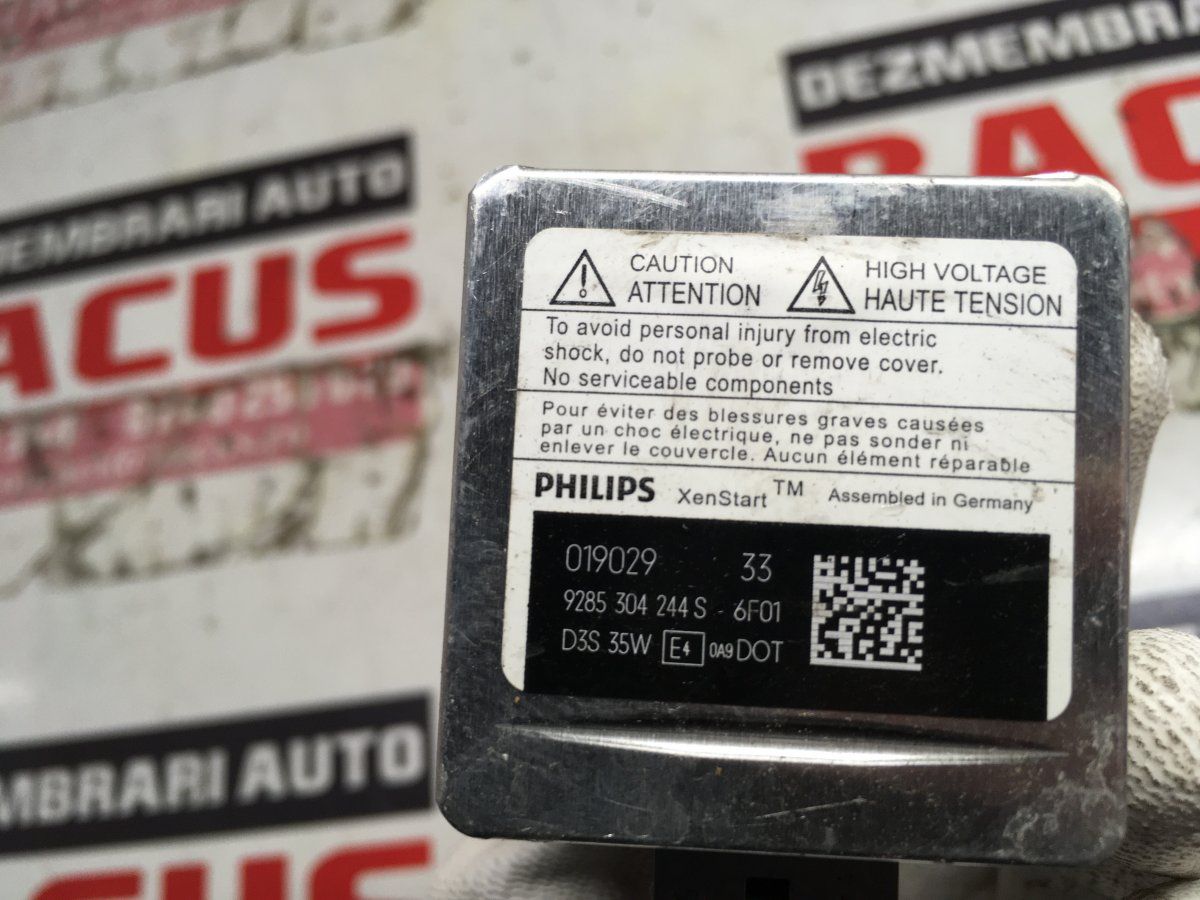 DEZMEMBRARI AUTO
MEMBRARI AUTO
ACUS
CAUTION
ATTENTION
HIGH VOLTAGE
HAUTE TENSION
To avoid personal injury from electric
shock, do not probe or remove cover.
No serviceable components
Pour éviter des blessures graves causées
par un choc électrique, ne pas sonder ni
enlever le couvercle. Aucun élément réparable
PHILIPS XenStart™ Assembled in Germany
019029 33
9285 304 244 S - 6F01
D3S 35W E4 0A9 DOT
MBRARI AUTO